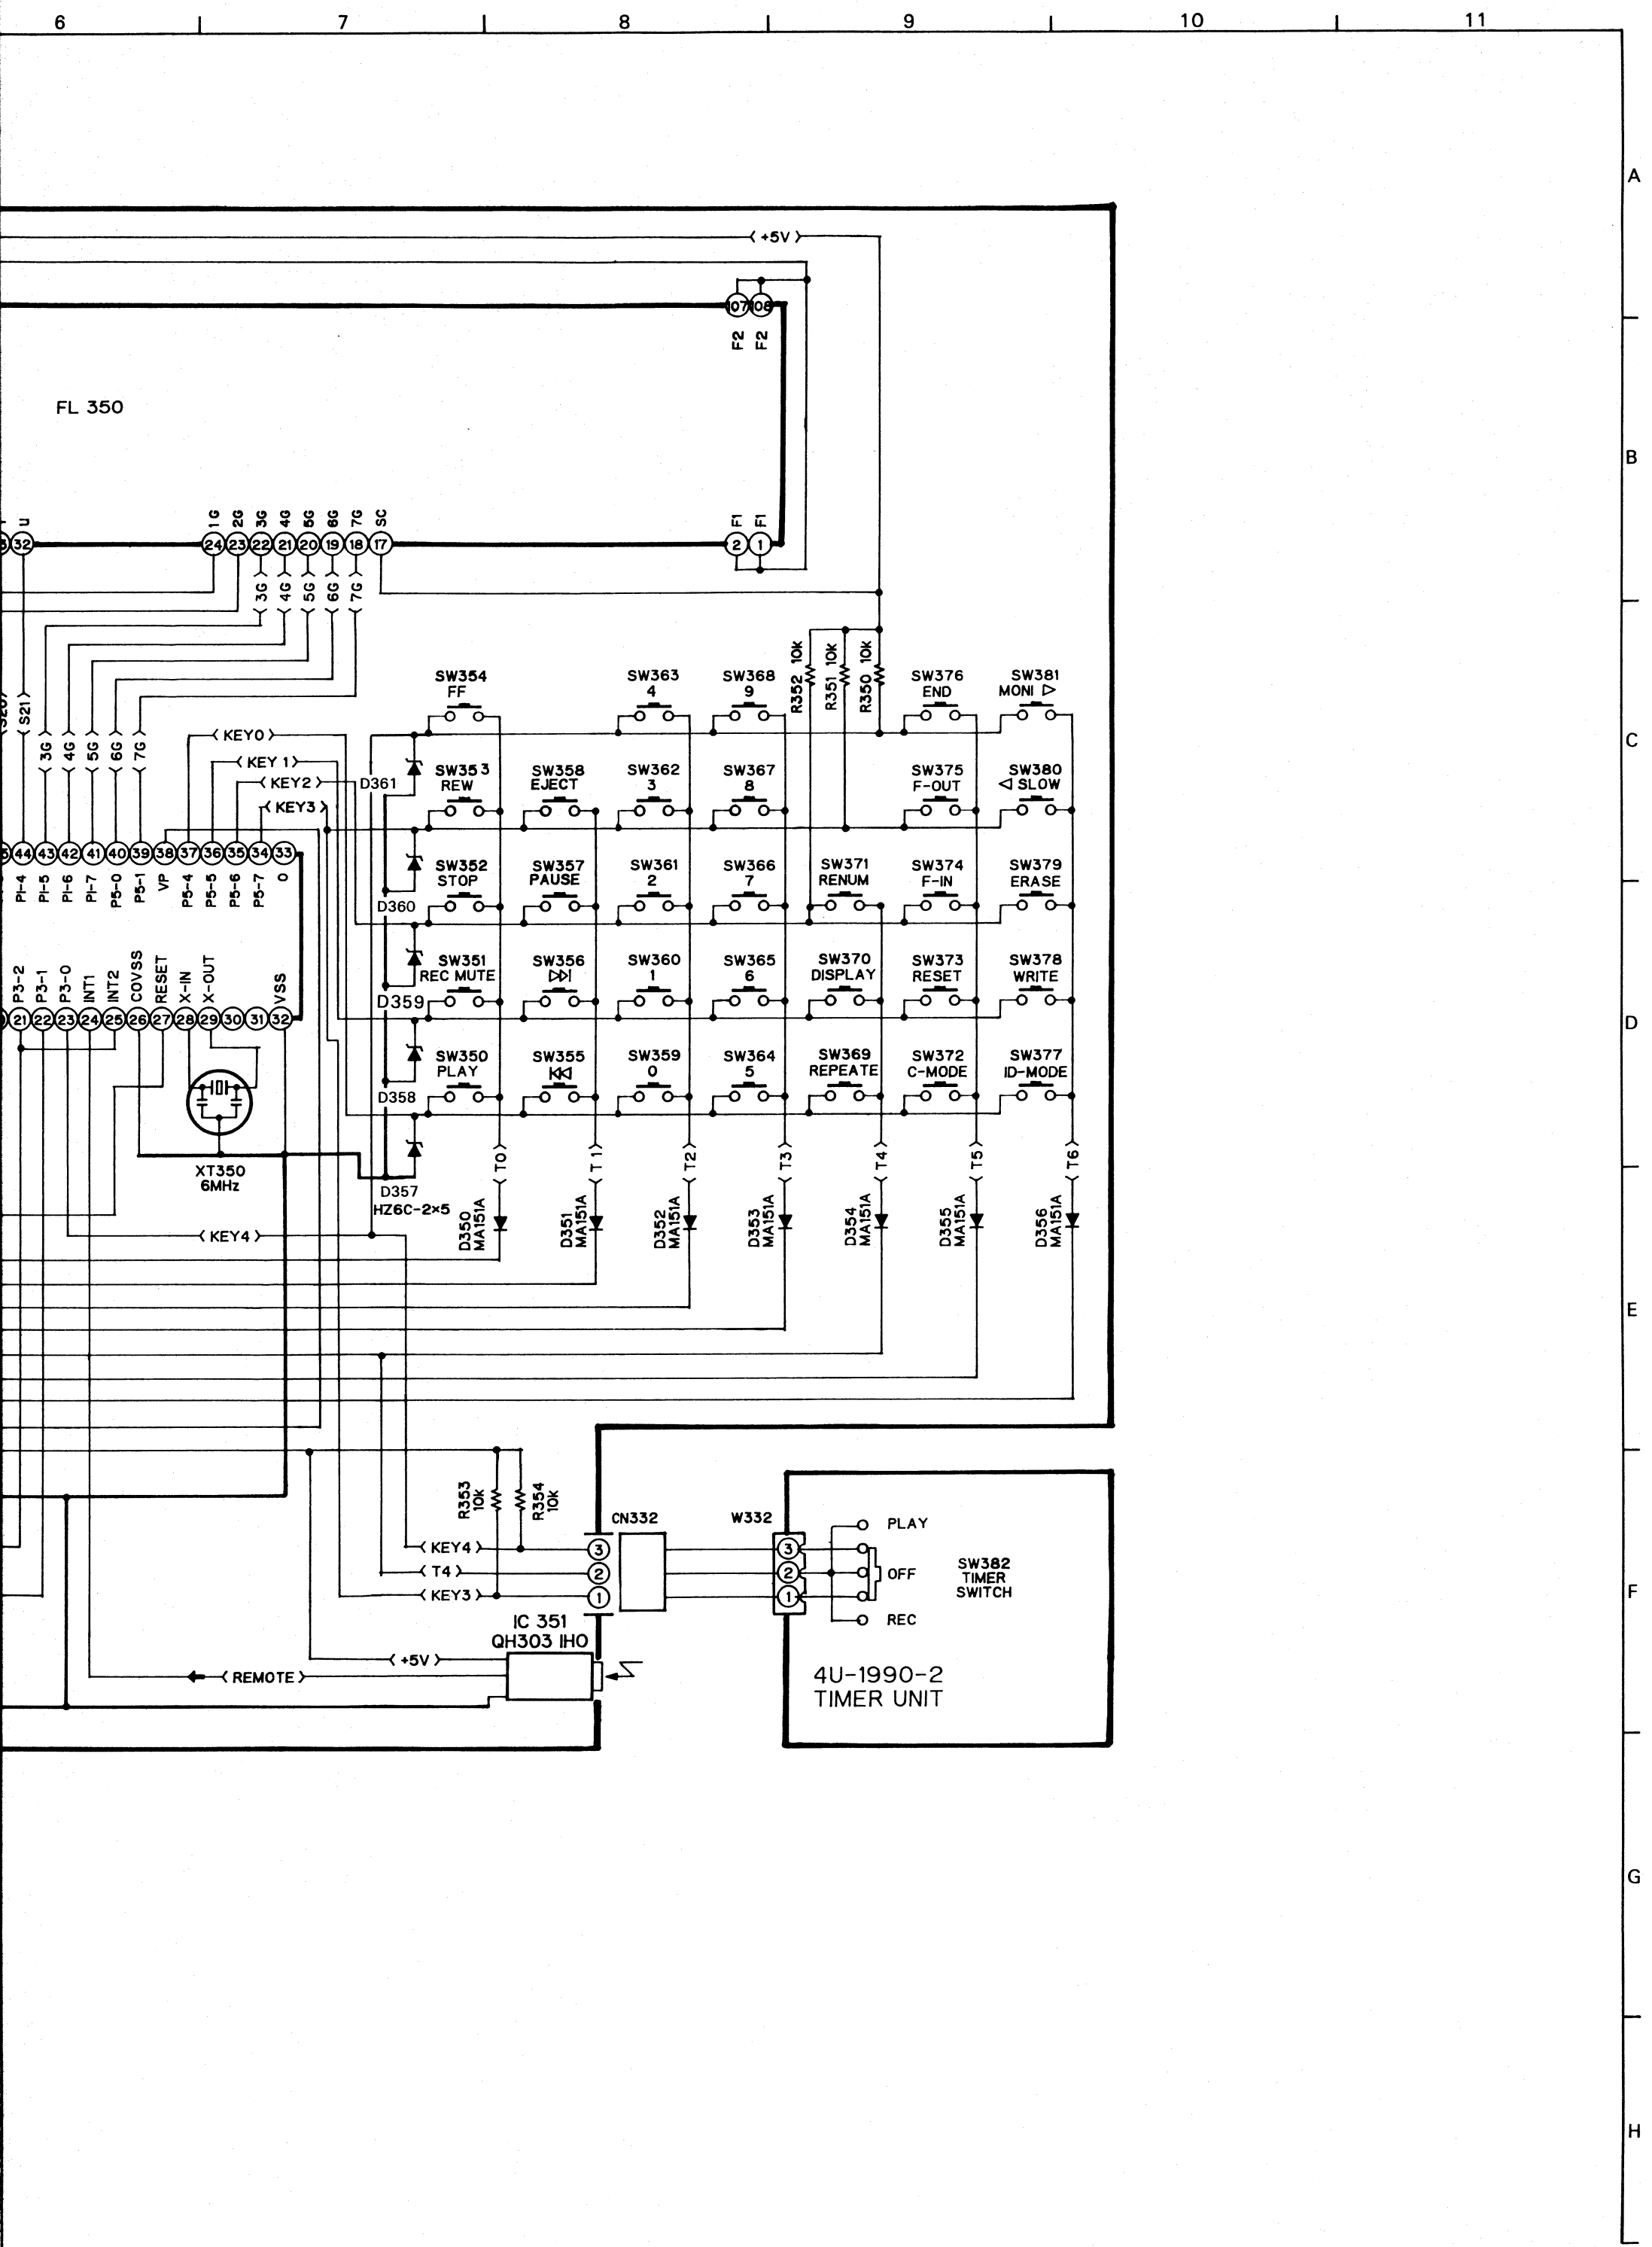 6 7 8 9 10 11
A
B
C
D
E
F
G
H
+5V
107 108
F2 F2
FL 350
U 1G 2G 3G 4G 5G 6G 7G SC F1 F1
32 24 23 22 21 20 19 18 17 2 1
3G 4G 5G 6G 7G
R352 10k R351 10k R350 10k
SW354 SW363 SW368 SW376 SW381
FF 4 9 END MONI ▷
S21 3G 4G 5G 6G 7G
KEY0
KEY 1
KEY2
KEY3
D361
SW353 SW358 SW362 SW367 SW375 SW380
REW EJECT 3 8 F-OUT ◁ SLOW
44 43 42 41 40 39 38 37 36 35 34 33
P1-4 P1-5 P1-6 P1-7 P5-0 P5-1 VP P5-4 P5-5 P5-6 P5-7 0
SW352 SW357 SW361 SW366 SW371 SW374 SW379
STOP PAUSE 2 7 RENUM F-IN ERASE
D360
P3-2 P3-1 P3-0 INT1 INT2 COVSS RESET X-IN X-OUT VSS
21 22 23 24 25 26 27 28 29 30 31 32
SW351 SW356 SW360 SW365 SW370 SW373 SW378
REC MUTE ▷▷| 1 6 DISPLAY RESET WRITE
D359
SW350 SW355 SW359 SW364 SW369 SW372 SW377
PLAY |◁◁ 0 5 REPEATE C-MODE ID-MODE
D358
XT350
6MHz
T0 T1 T2 T3 T4 T5 T6
D357
HZ6C-2×5
D350 MA151A
D351 MA151A
D352 MA151A
D353 MA151A
D354 MA151A
D355 MA151A
D356 MA151A
KEY4
R353 10k
R354 10k
CN332 W332
KEY4 3 3
T4 2 2
KEY3 1 1
PLAY
OFF
REC
SW382
TIMER
SWITCH
IC 351
QH303 IHO
+5V
REMOTE
4U-1990-2
TIMER UNIT